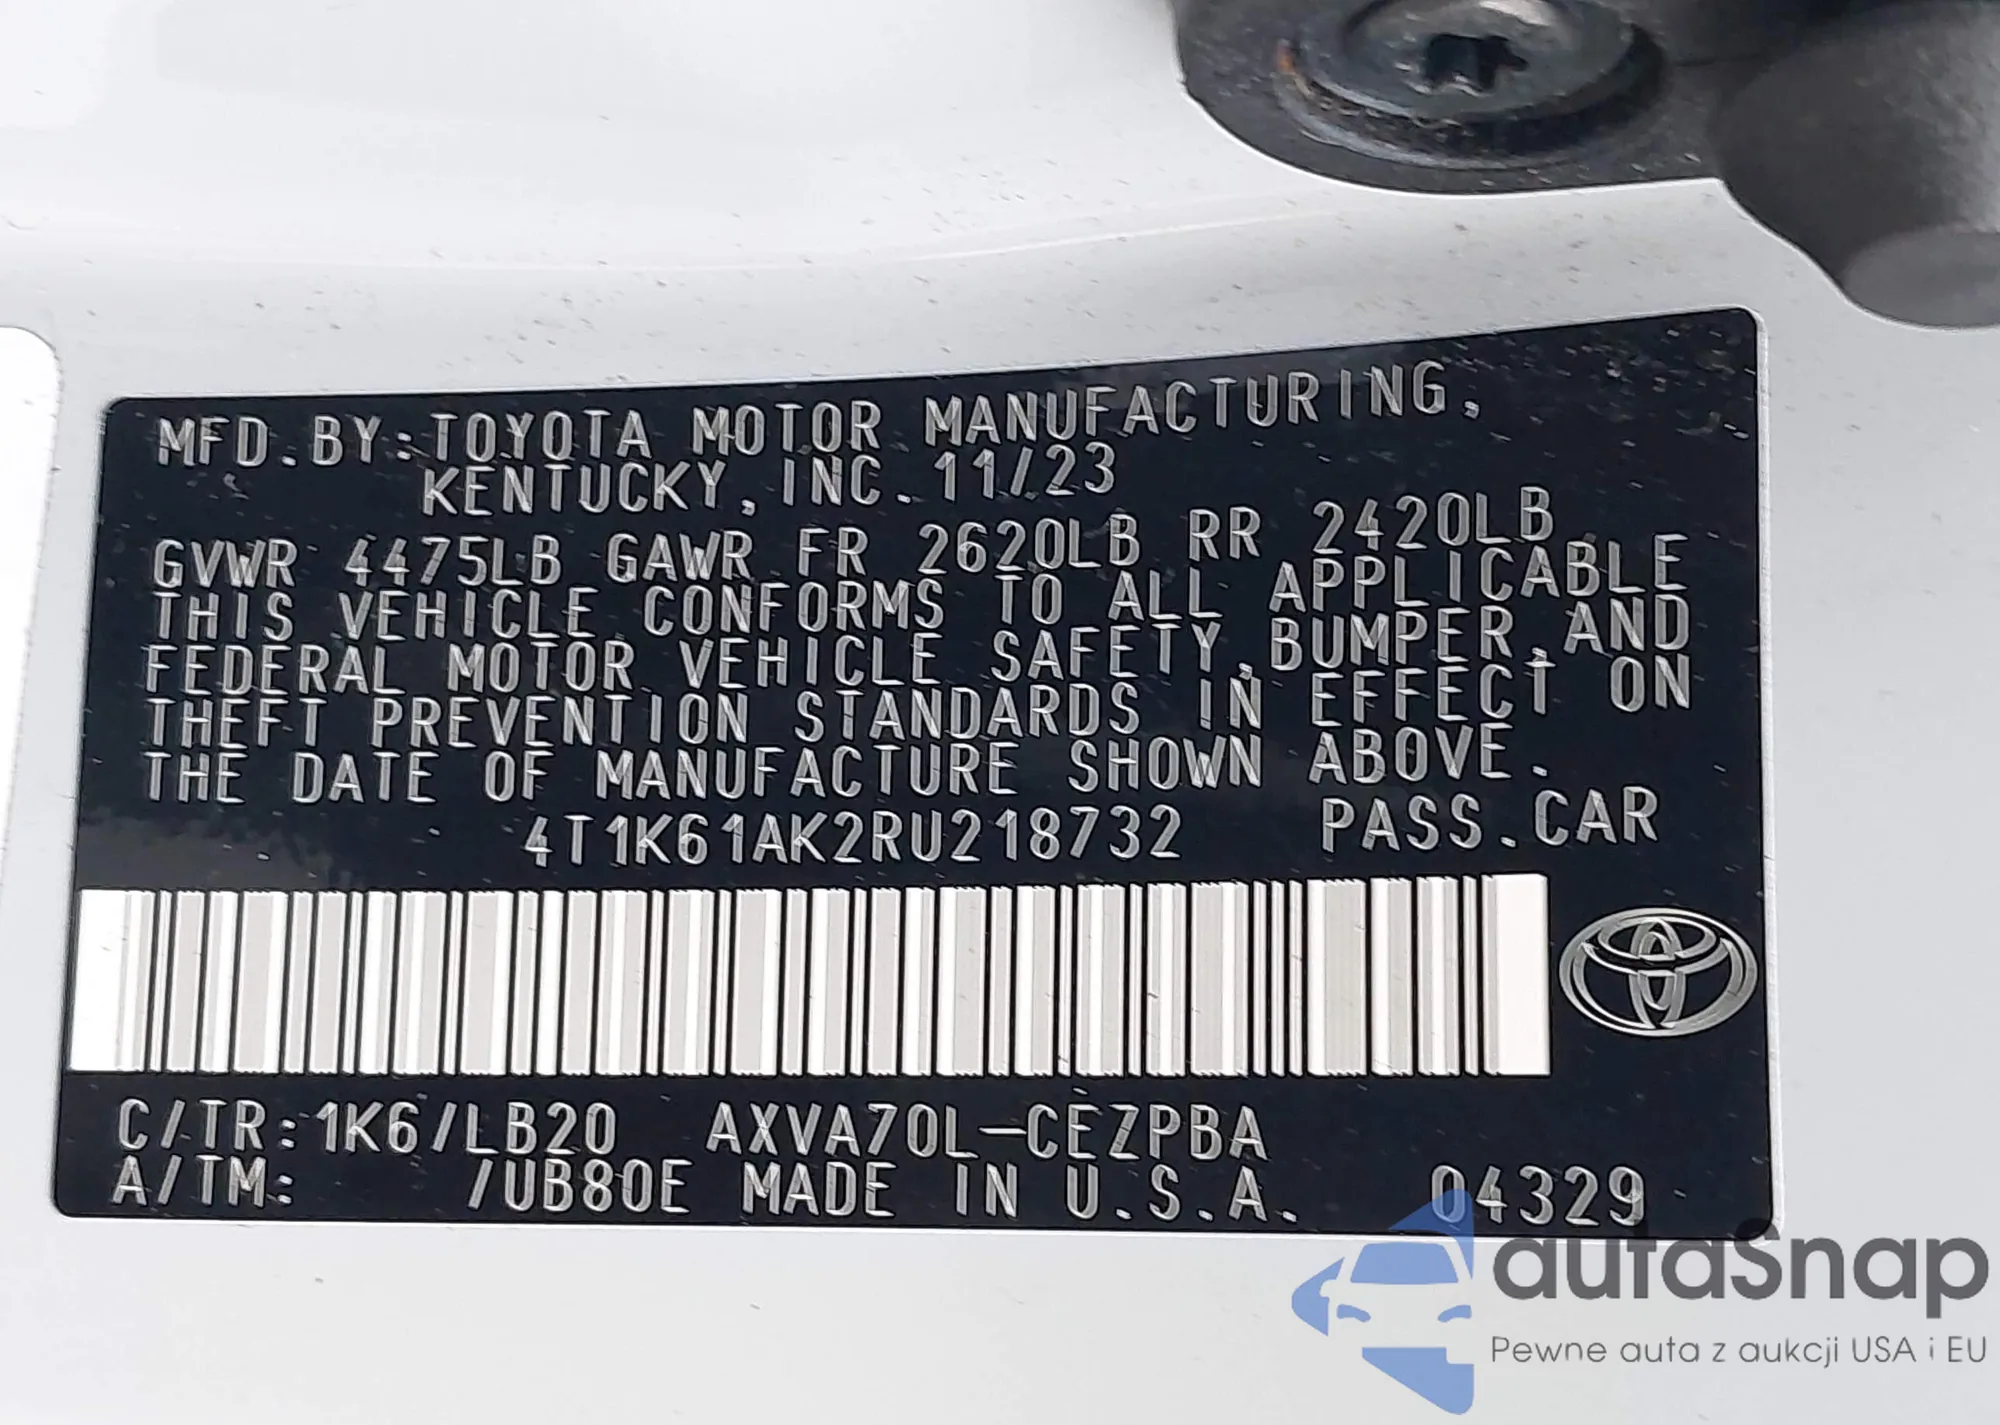 MFD. BY: TOYOTA MOTOR MANUFACTURING,
KENTUCKY, INC. 11/23
GVWR 4475LB GAWR FR 2620LB RR 2420LB
THIS VEHICLE CONFORMS TO ALL APPLICABLE
FEDERAL MOTOR VEHICLE SAFETY, BUMPER, AND
THEFT PREVENTION STANDARDS IN EFFECT ON
THE DATE OF MANUFACTURE SHOWN ABOVE.
4T1K61AK2RU218732 PASS. CAR
C/TR: 1K6/LB20 AXVA70L-CEZPBA
A/TM: /UB80E MADE IN U.S.A. 04329
autaSnap
Pewne auta z aukcji USA i EU